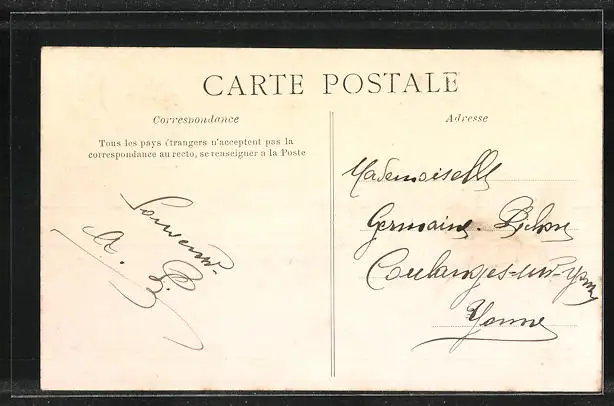 CARTE POSTALE
Correspondance
Tous les pays étrangers n'acceptent pas la
correspondance au recto, se renseigner à la Poste
Souvenir
A.
Adresse
Mademoiselle
Germaine
Coulanges-sur-Yonne
Yonne